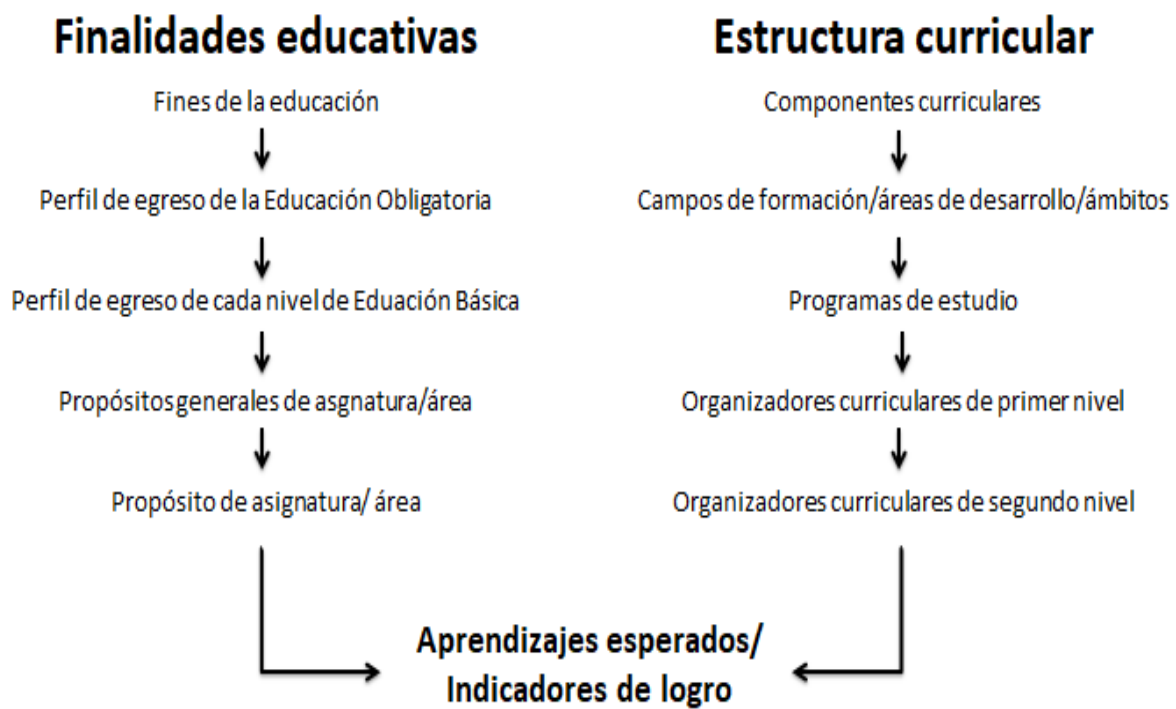 Finalidades educativas
Fines de la educación
Perfil de egreso de la Educación Obligatoria
Perfil de egreso de cada nivel de Eduación Básica
Propósitos generales de asgnatura/área
Propósito de asignatura/ área
Estructura curricular
Componentes curriculares
Campos de formación/áreas de desarrollo/ámbitos
Programas de estudio
Organizadores curriculares de primer nivel
Organizadores curriculares de segundo nivel
Aprendizajes esperados/
Indicadores de logro